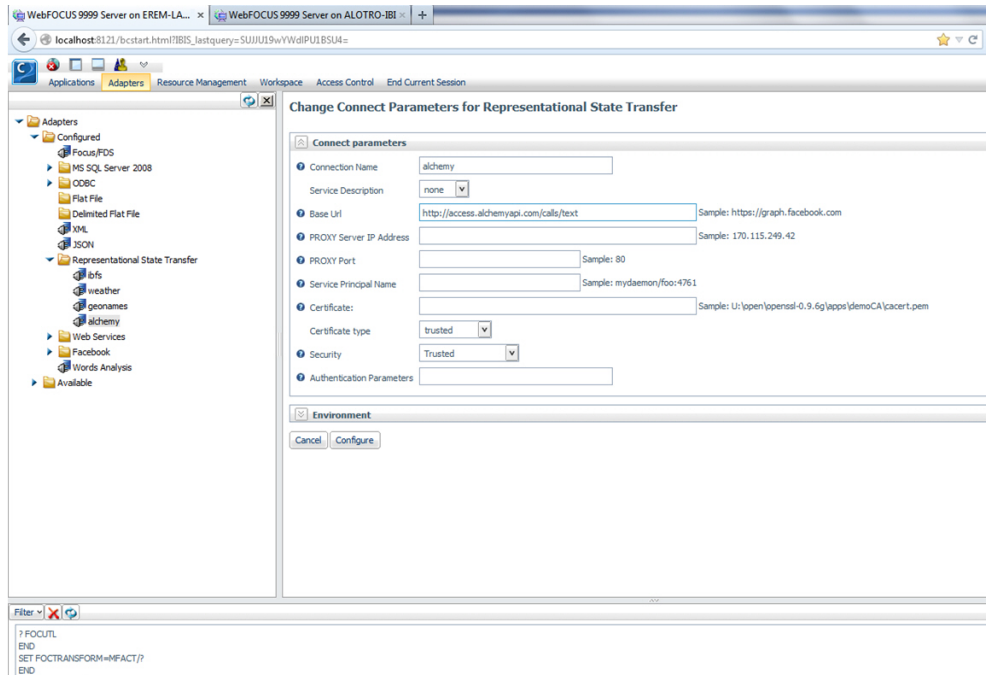 WebFOCUS 9999 Server on EREM-LA... × WebFOCUS 9999 Server on ALOTRO-IBI × +
localhost:8121/bcstart.html?IBIS_lastquery=SUJJU19wYWdlPU1BSU4=
Applications Adapters Resource Management Workspace Access Control End Current Session
Adapters
Configured
Focus/FDS
MS SQL Server 2008
ODBC
Flat File
Delimited Flat File
XML
JSON
Representational State Transfer
ibfs
weather
geonames
alchemy
Web Services
Facebook
Words Analysis
Available
Change Connect Parameters for Representational State Transfer
Connect parameters
Connection Name alchemy
Service Description none
Base Url http://access.alchemyapi.com/calls/text Sample: https://graph.facebook.com
PROXY Server IP Address Sample: 170.115.249.42
PROXY Port Sample: 80
Service Principal Name Sample: mydaemon/foo:4761
Certificate: Sample: U:\open\openssl-0.9.6g\apps\demoCA\cacert.pem
Certificate type trusted
Security Trusted
Authentication Parameters
Environment
Cancel Configure
Filter
? FOCUTL
END
SET FOCTRANSFORM=MFACT/?
END